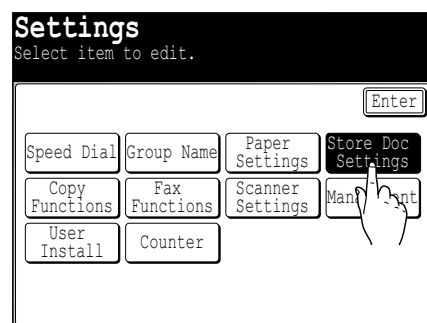 Settings
Select item to edit.
Enter
Speed Dial
Group Name
Paper
Settings
Store Doc
Settings
Copy
Functions
Fax
Functions
Scanner
Settings
User
Install
Counter